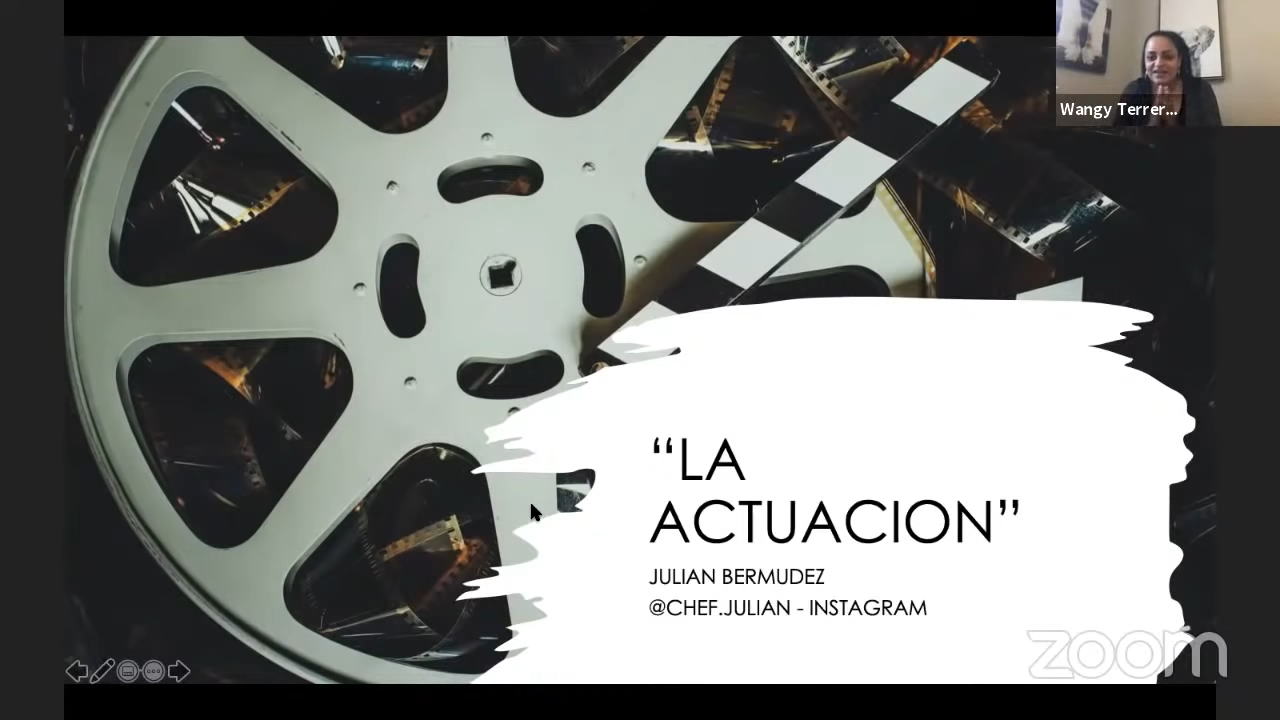 Wangy Terrer...
“LA
ACTUACION”
JULIAN BERMUDEZ
@CHEF.JULIAN - INSTAGRAM
zoom